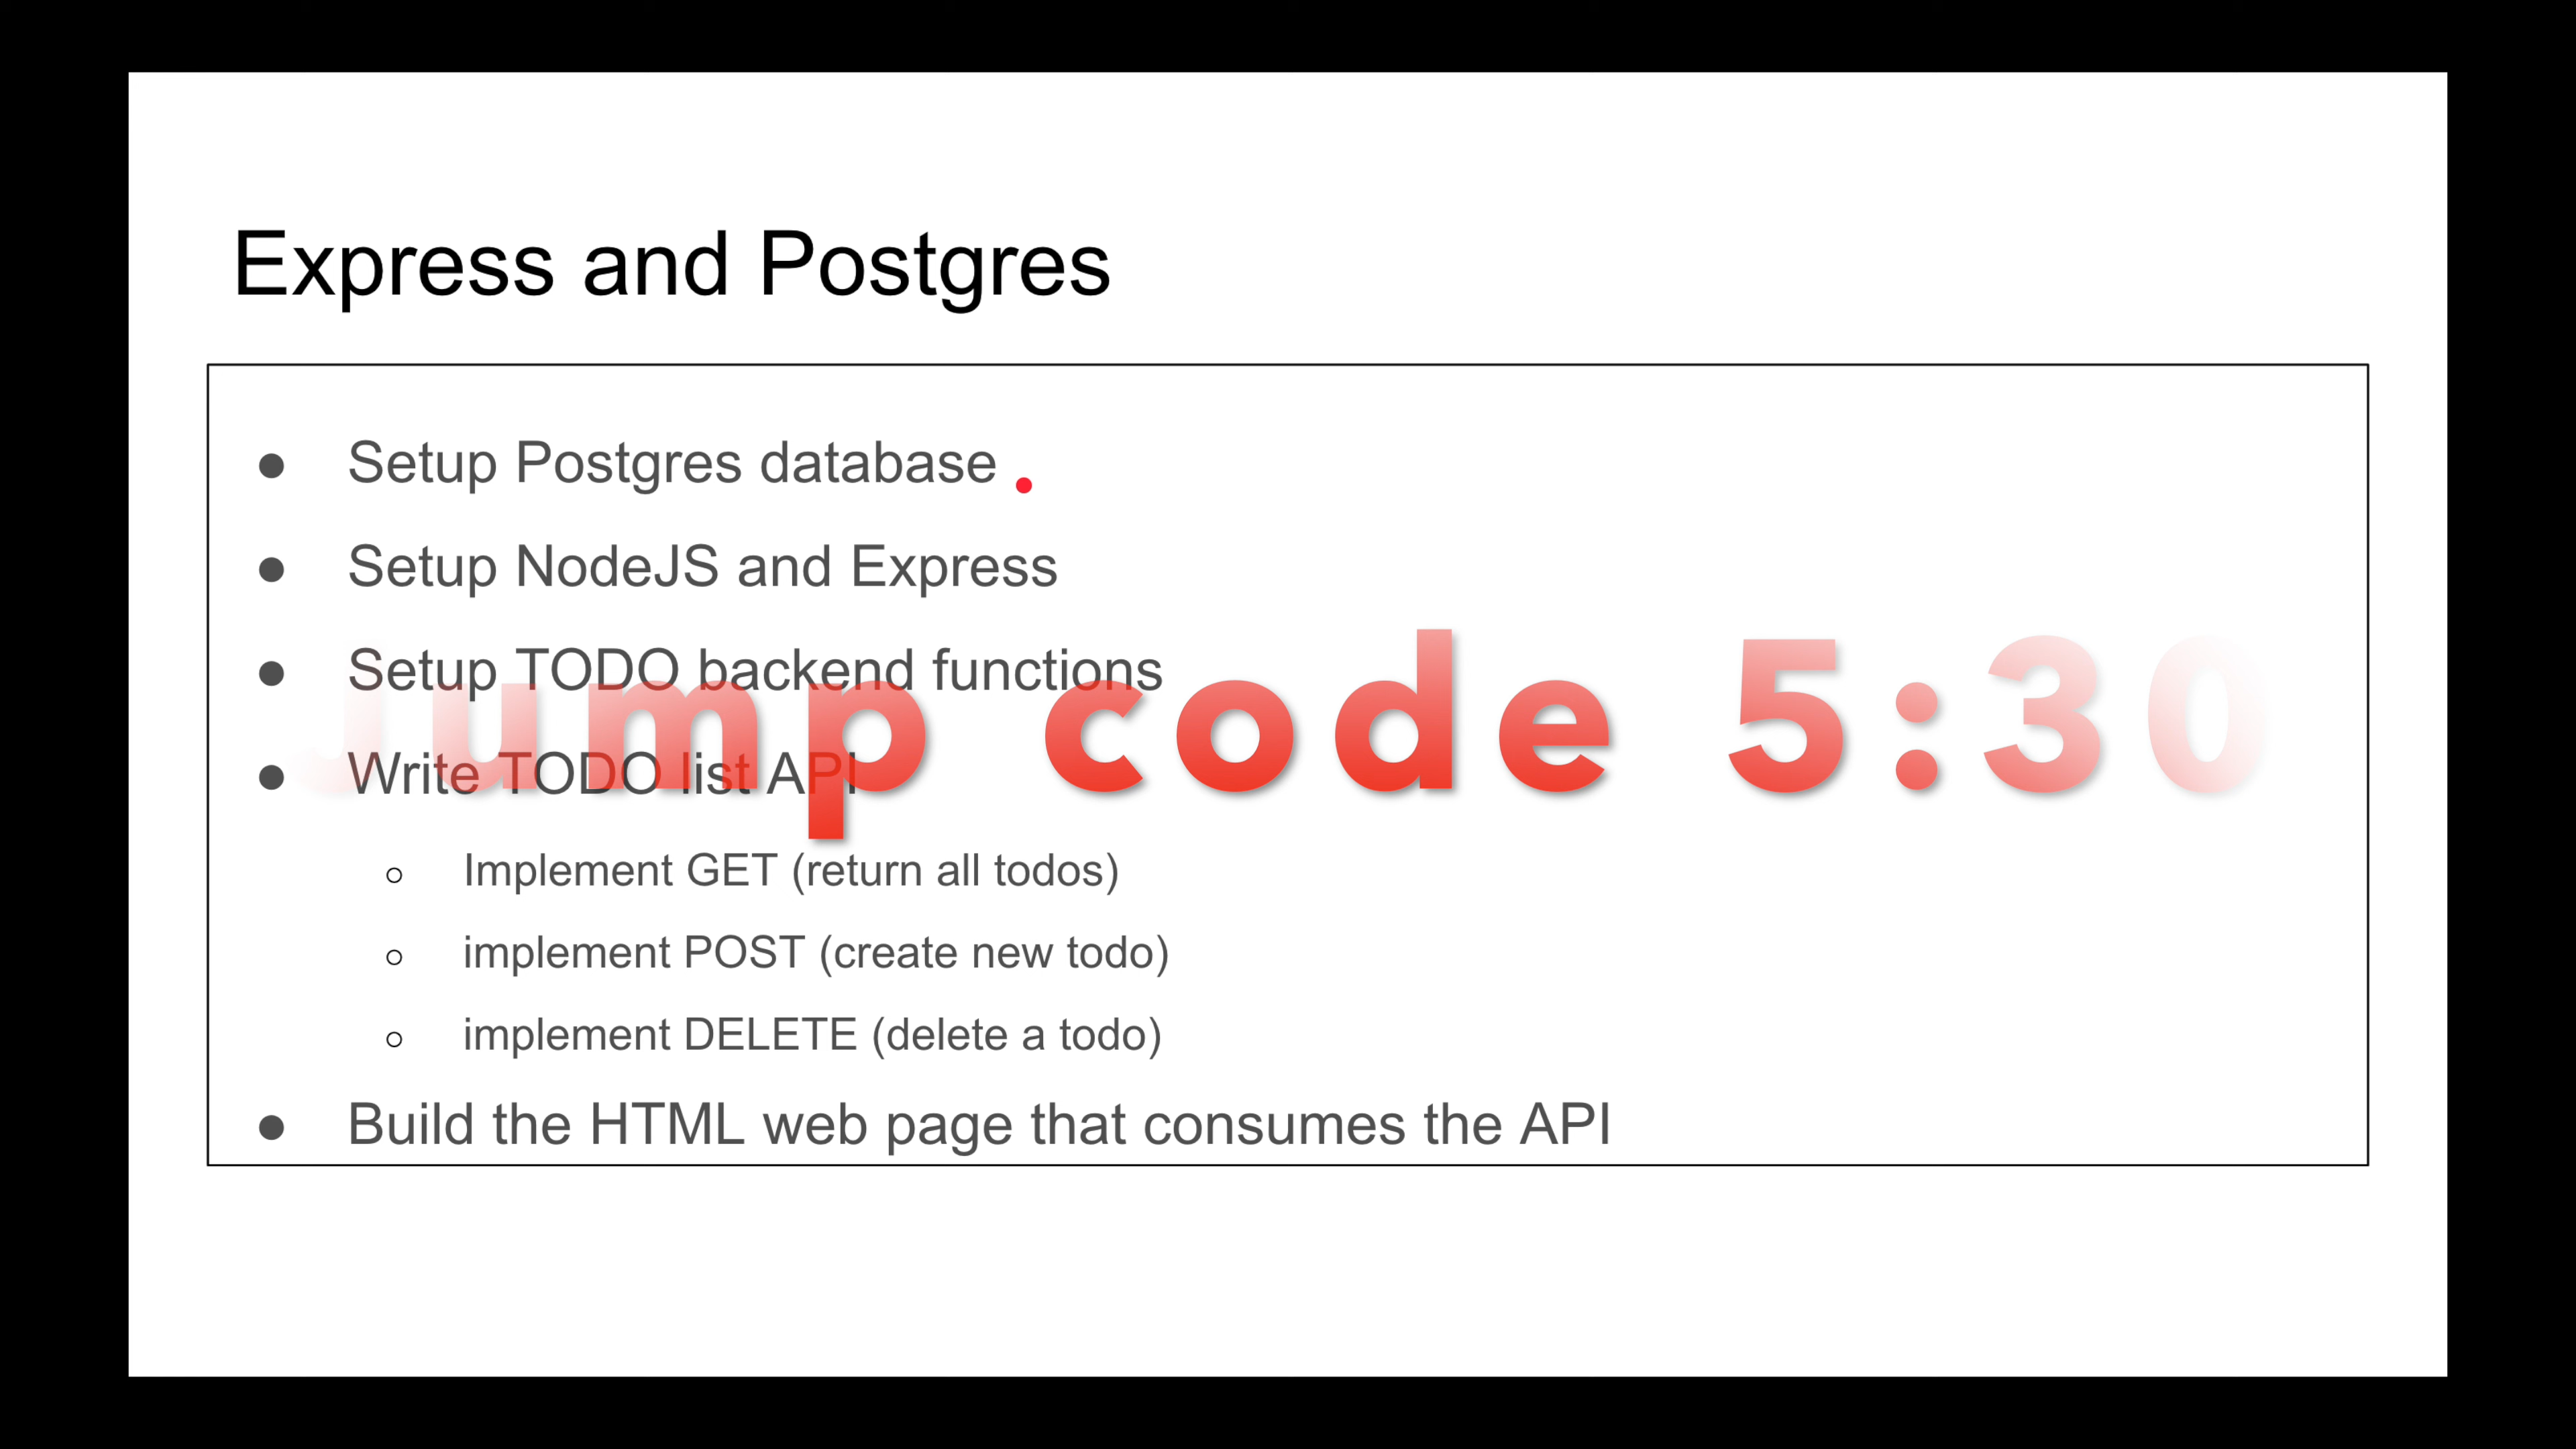 Express and Postgres
● Setup Postgres database
● Setup NodeJS and Express
● Setup TODO backend functions
Jump code 5:30
● Write TODO list API
○ Implement GET (return all todos)
○ implement POST (create new todo)
○ implement DELETE (delete a todo)
● Build the HTML web page that consumes the API